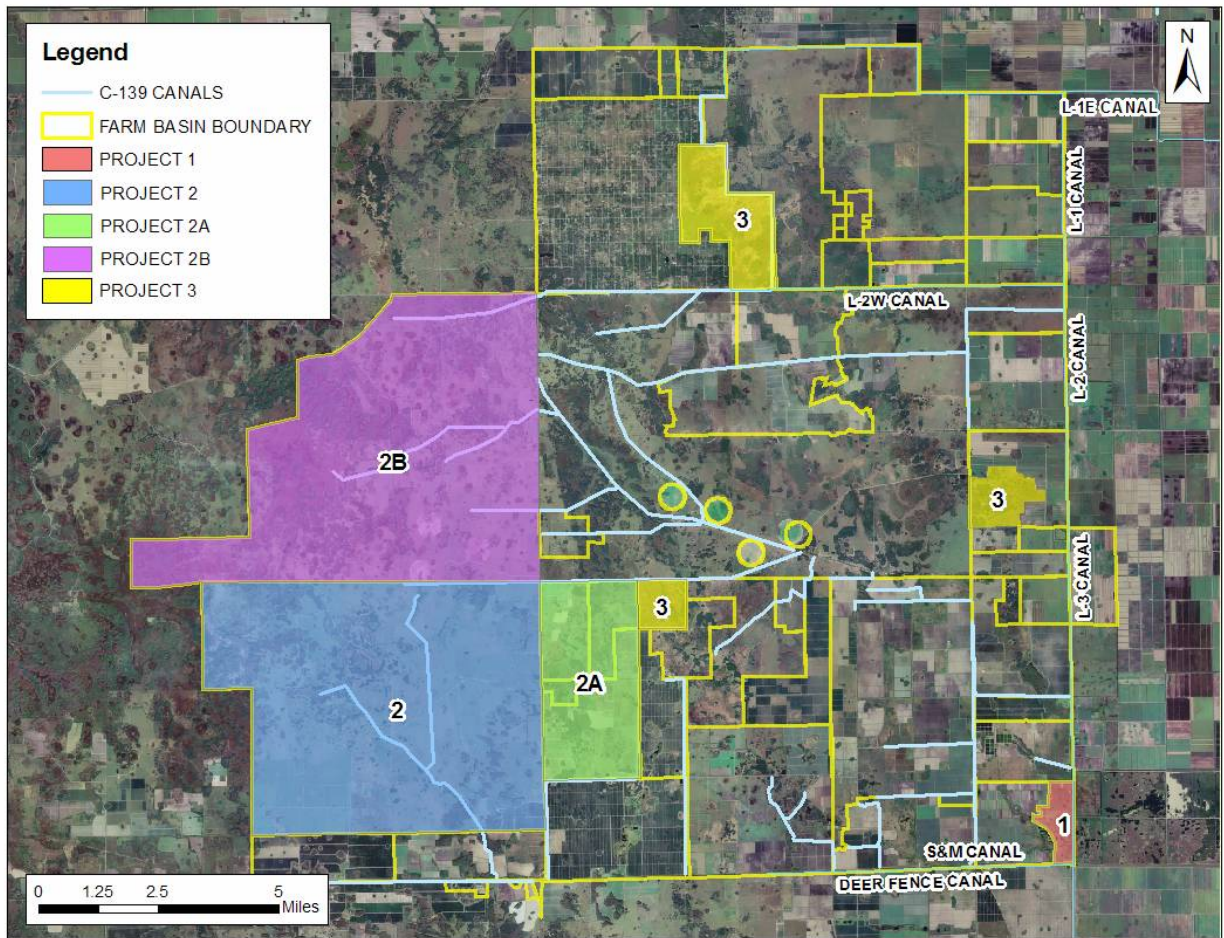 Legend
C-139 CANALS
FARM BASIN BOUNDARY
PROJECT 1
PROJECT 2
PROJECT 2A
PROJECT 2B
PROJECT 3
N
L-1E CANAL
L-1 CANAL
3
L-2W CANAL
L-2 CANAL
2B
3
L-3 CANAL
3
2A
2
1
S&M CANAL
DEER FENCE CANAL
0 1.25 2.5 5
Miles